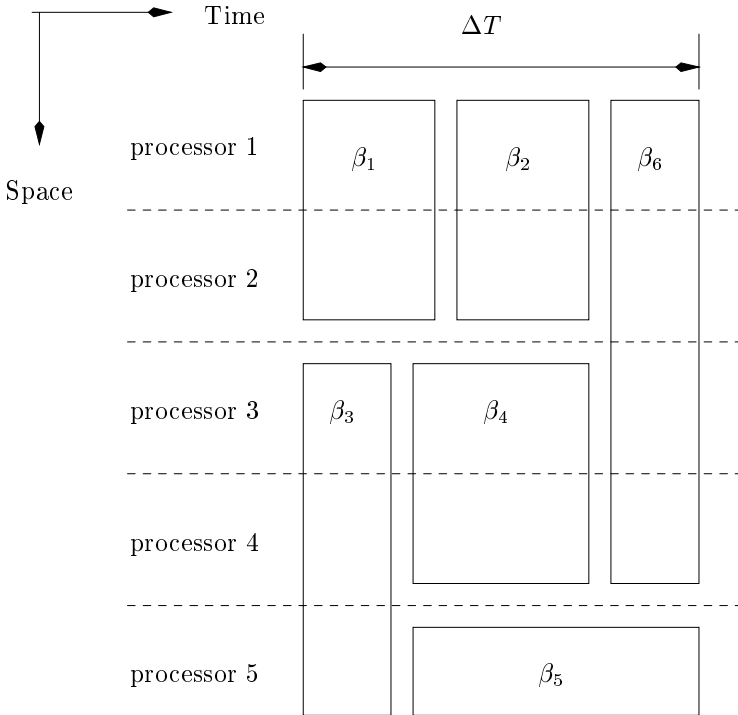 Time
ΔT
Space
processor 1
β₁
β₂
β₆
processor 2
processor 3
β₃
β₄
processor 4
processor 5
β₅